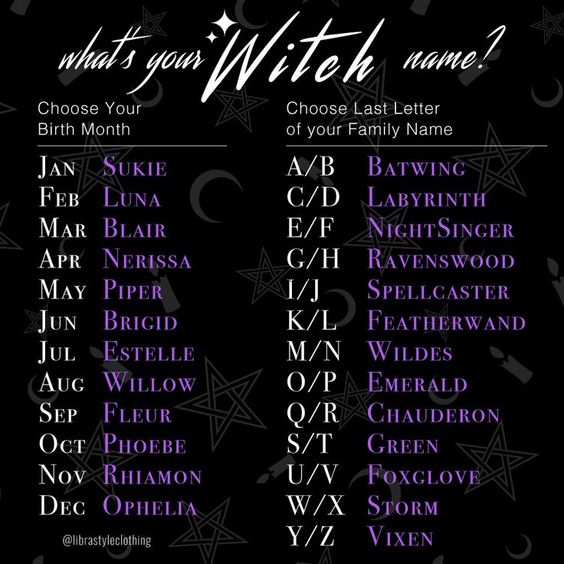 what's your Witch name?
Choose Your
Birth Month
Jan Sukie
Feb Luna
Mar Blair
Apr Nerissa
May Piper
Jun Brigid
Jul Estelle
Aug Willow
Sep Fleur
Oct Phoebe
Nov Rhiamon
Dec Ophelia
@librastyleclothing
Choose Last Letter
of your Family Name
A/B Batwing
C/D Labyrinth
E/F NightSinger
G/H Ravenswood
I/J Spellcaster
K/L Featherwand
M/N Wildes
O/P Emerald
Q/R Chauderon
S/T Green
U/V Foxglove
W/X Storm
Y/Z Vixen